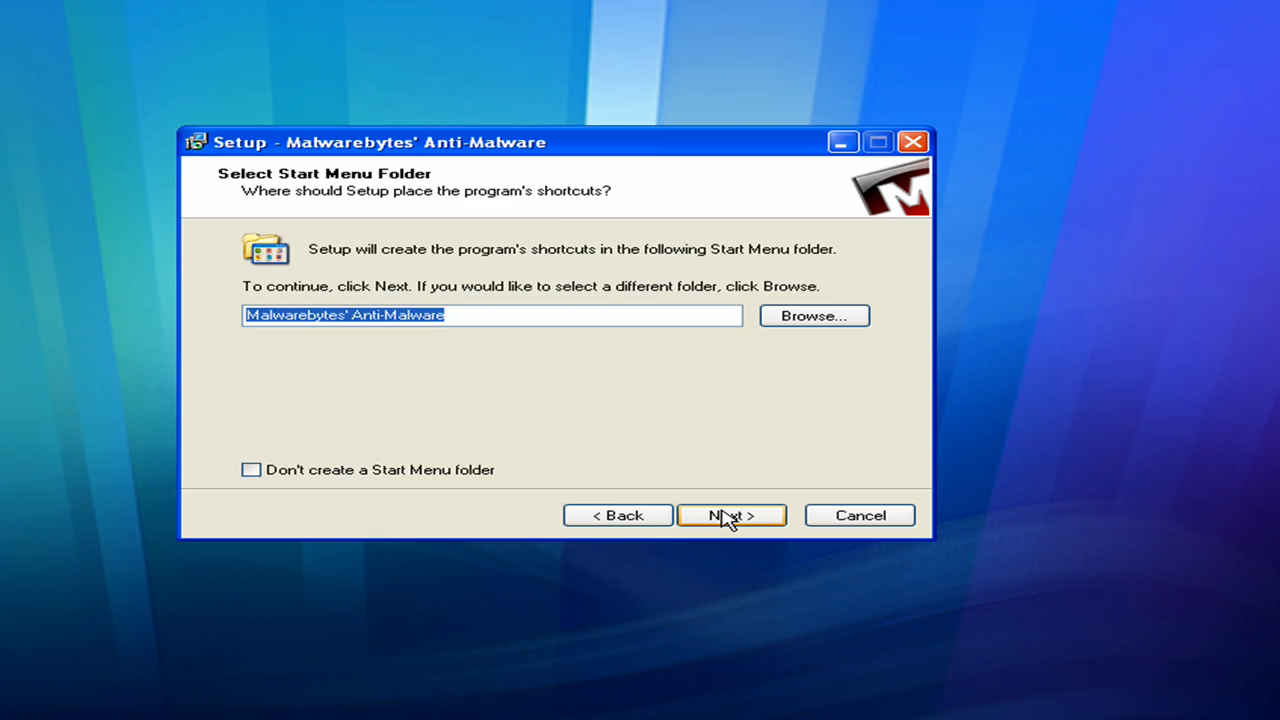 Setup - Malwarebytes' Anti-Malware
Select Start Menu Folder
Where should Setup place the program's shortcuts?
Setup will create the program's shortcuts in the following Start Menu folder.
To continue, click Next. If you would like to select a different folder, click Browse.
Malwarebytes' Anti-Malware
Browse...
Don't create a Start Menu folder
< Back
Next >
Cancel